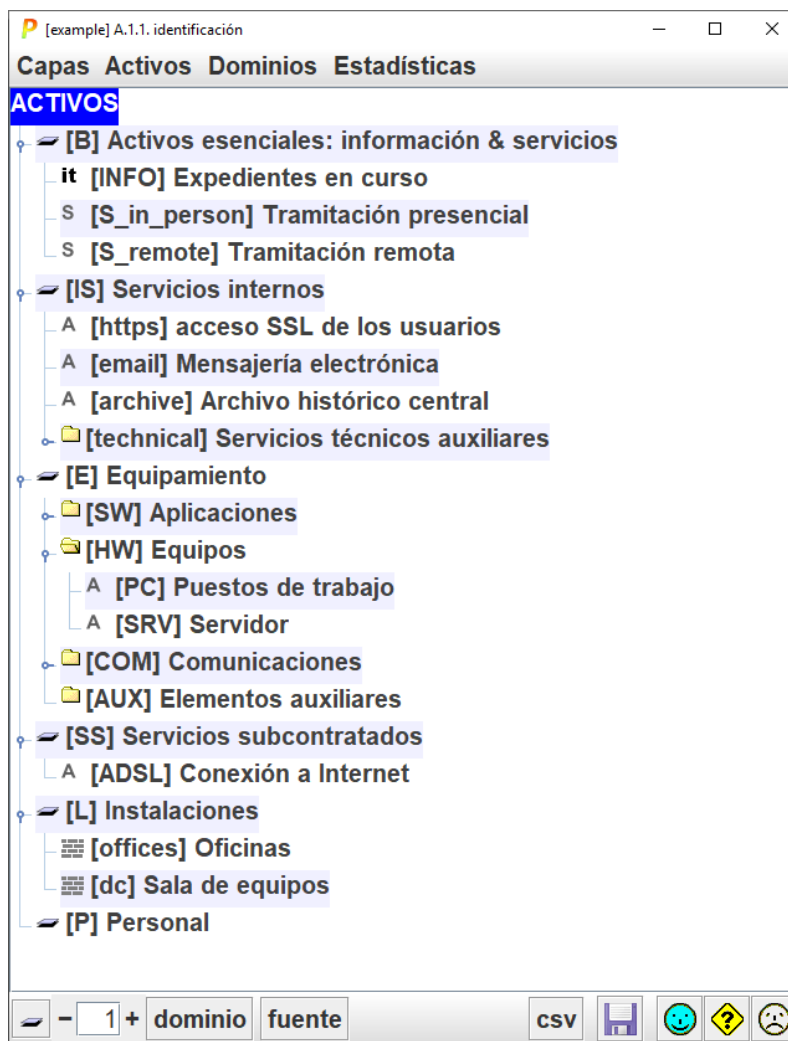 [example] A.1.1. identificación
Capas Activos Dominios Estadísticas
ACTIVOS
[B] Activos esenciales: información & servicios
it [INFO] Expedientes en curso
S [S_in_person] Tramitación presencial
S [S_remote] Tramitación remota
[IS] Servicios internos
A [https] acceso SSL de los usuarios
A [email] Mensajería electrónica
A [archive] Archivo histórico central
[technical] Servicios técnicos auxiliares
[E] Equipamiento
[SW] Aplicaciones
[HW] Equipos
A [PC] Puestos de trabajo
A [SRV] Servidor
[COM] Comunicaciones
[AUX] Elementos auxiliares
[SS] Servicios subcontratados
A [ADSL] Conexión a Internet
[L] Instalaciones
[offices] Oficinas
[dc] Sala de equipos
[P] Personal
− 1 + dominio fuente csv ?